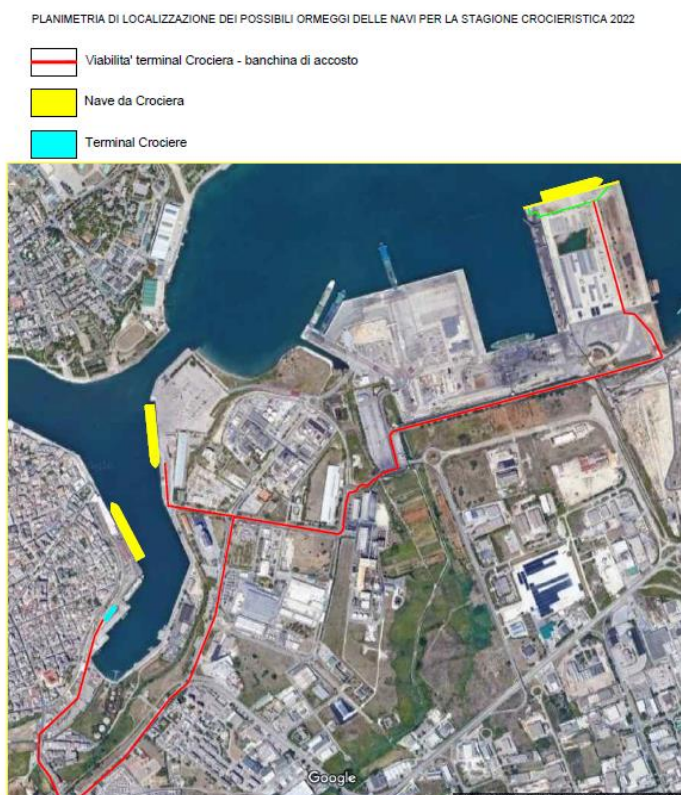 PLANIMETRIA DI LOCALIZZAZIONE DEI POSSIBILI ORMEGGI DELLE NAVI PER LA STAGIONE CROCIERISTICA 2022
Viabilita' terminal Crociera - banchina di accosto
Nave da Crociera
Terminal Crociere
Google